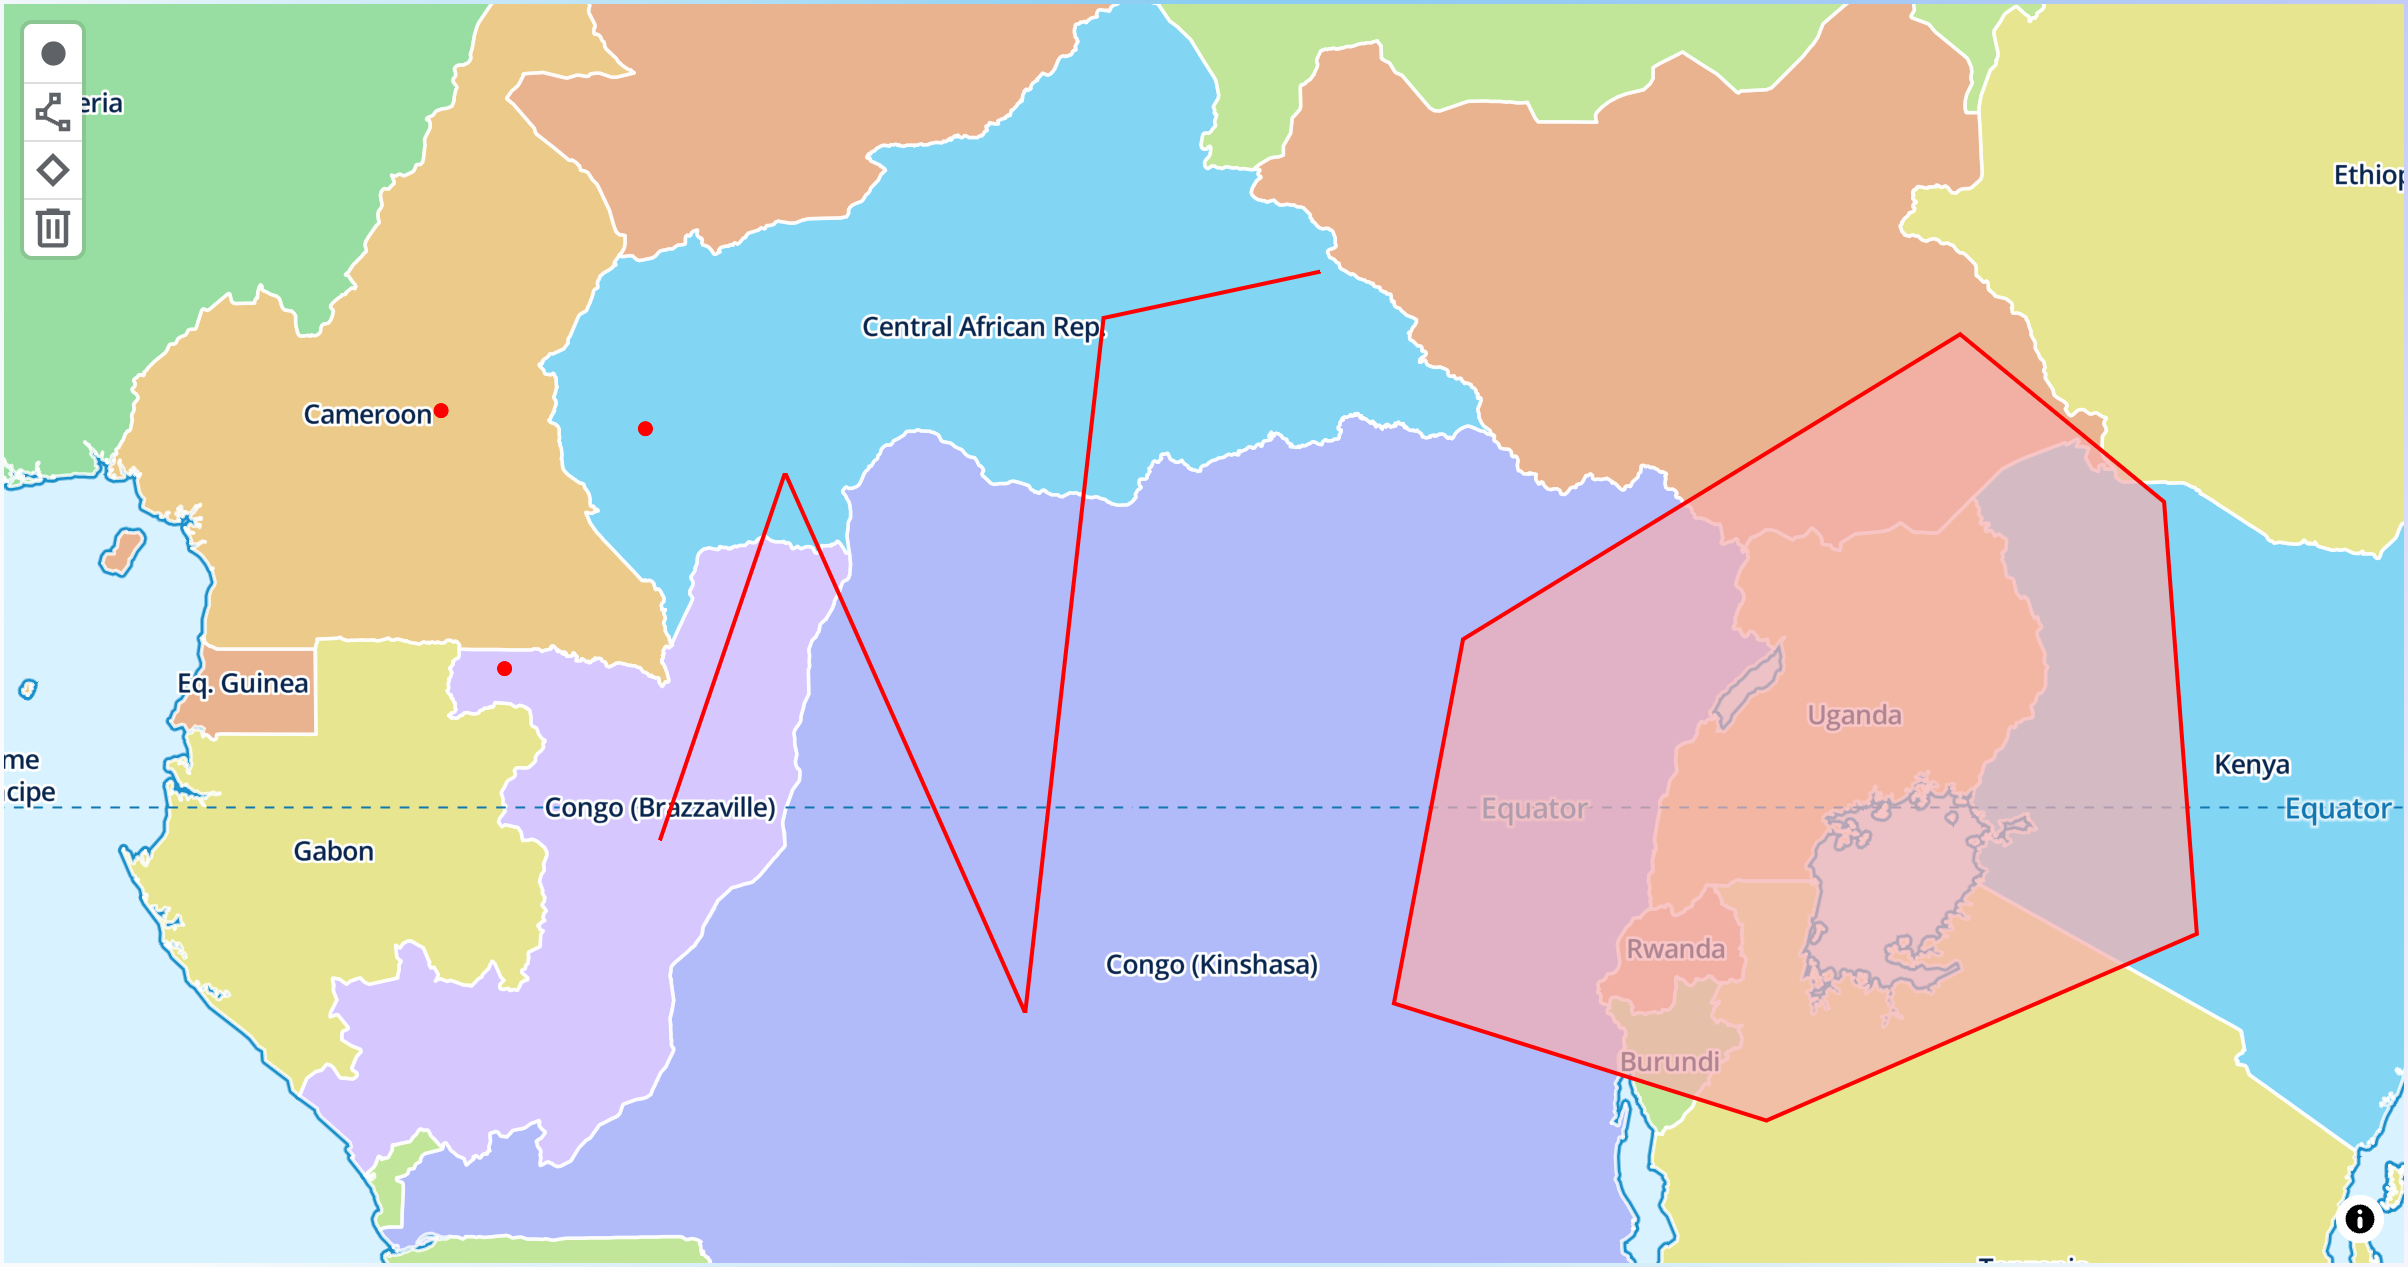 eria
Ethiop
Central African Rep.
Cameroon
Eq. Guinea
Uganda
me
cipe
Kenya
Congo (Brazzaville)
Equator
Equator
Gabon
Rwanda
Congo (Kinshasa)
Burundi